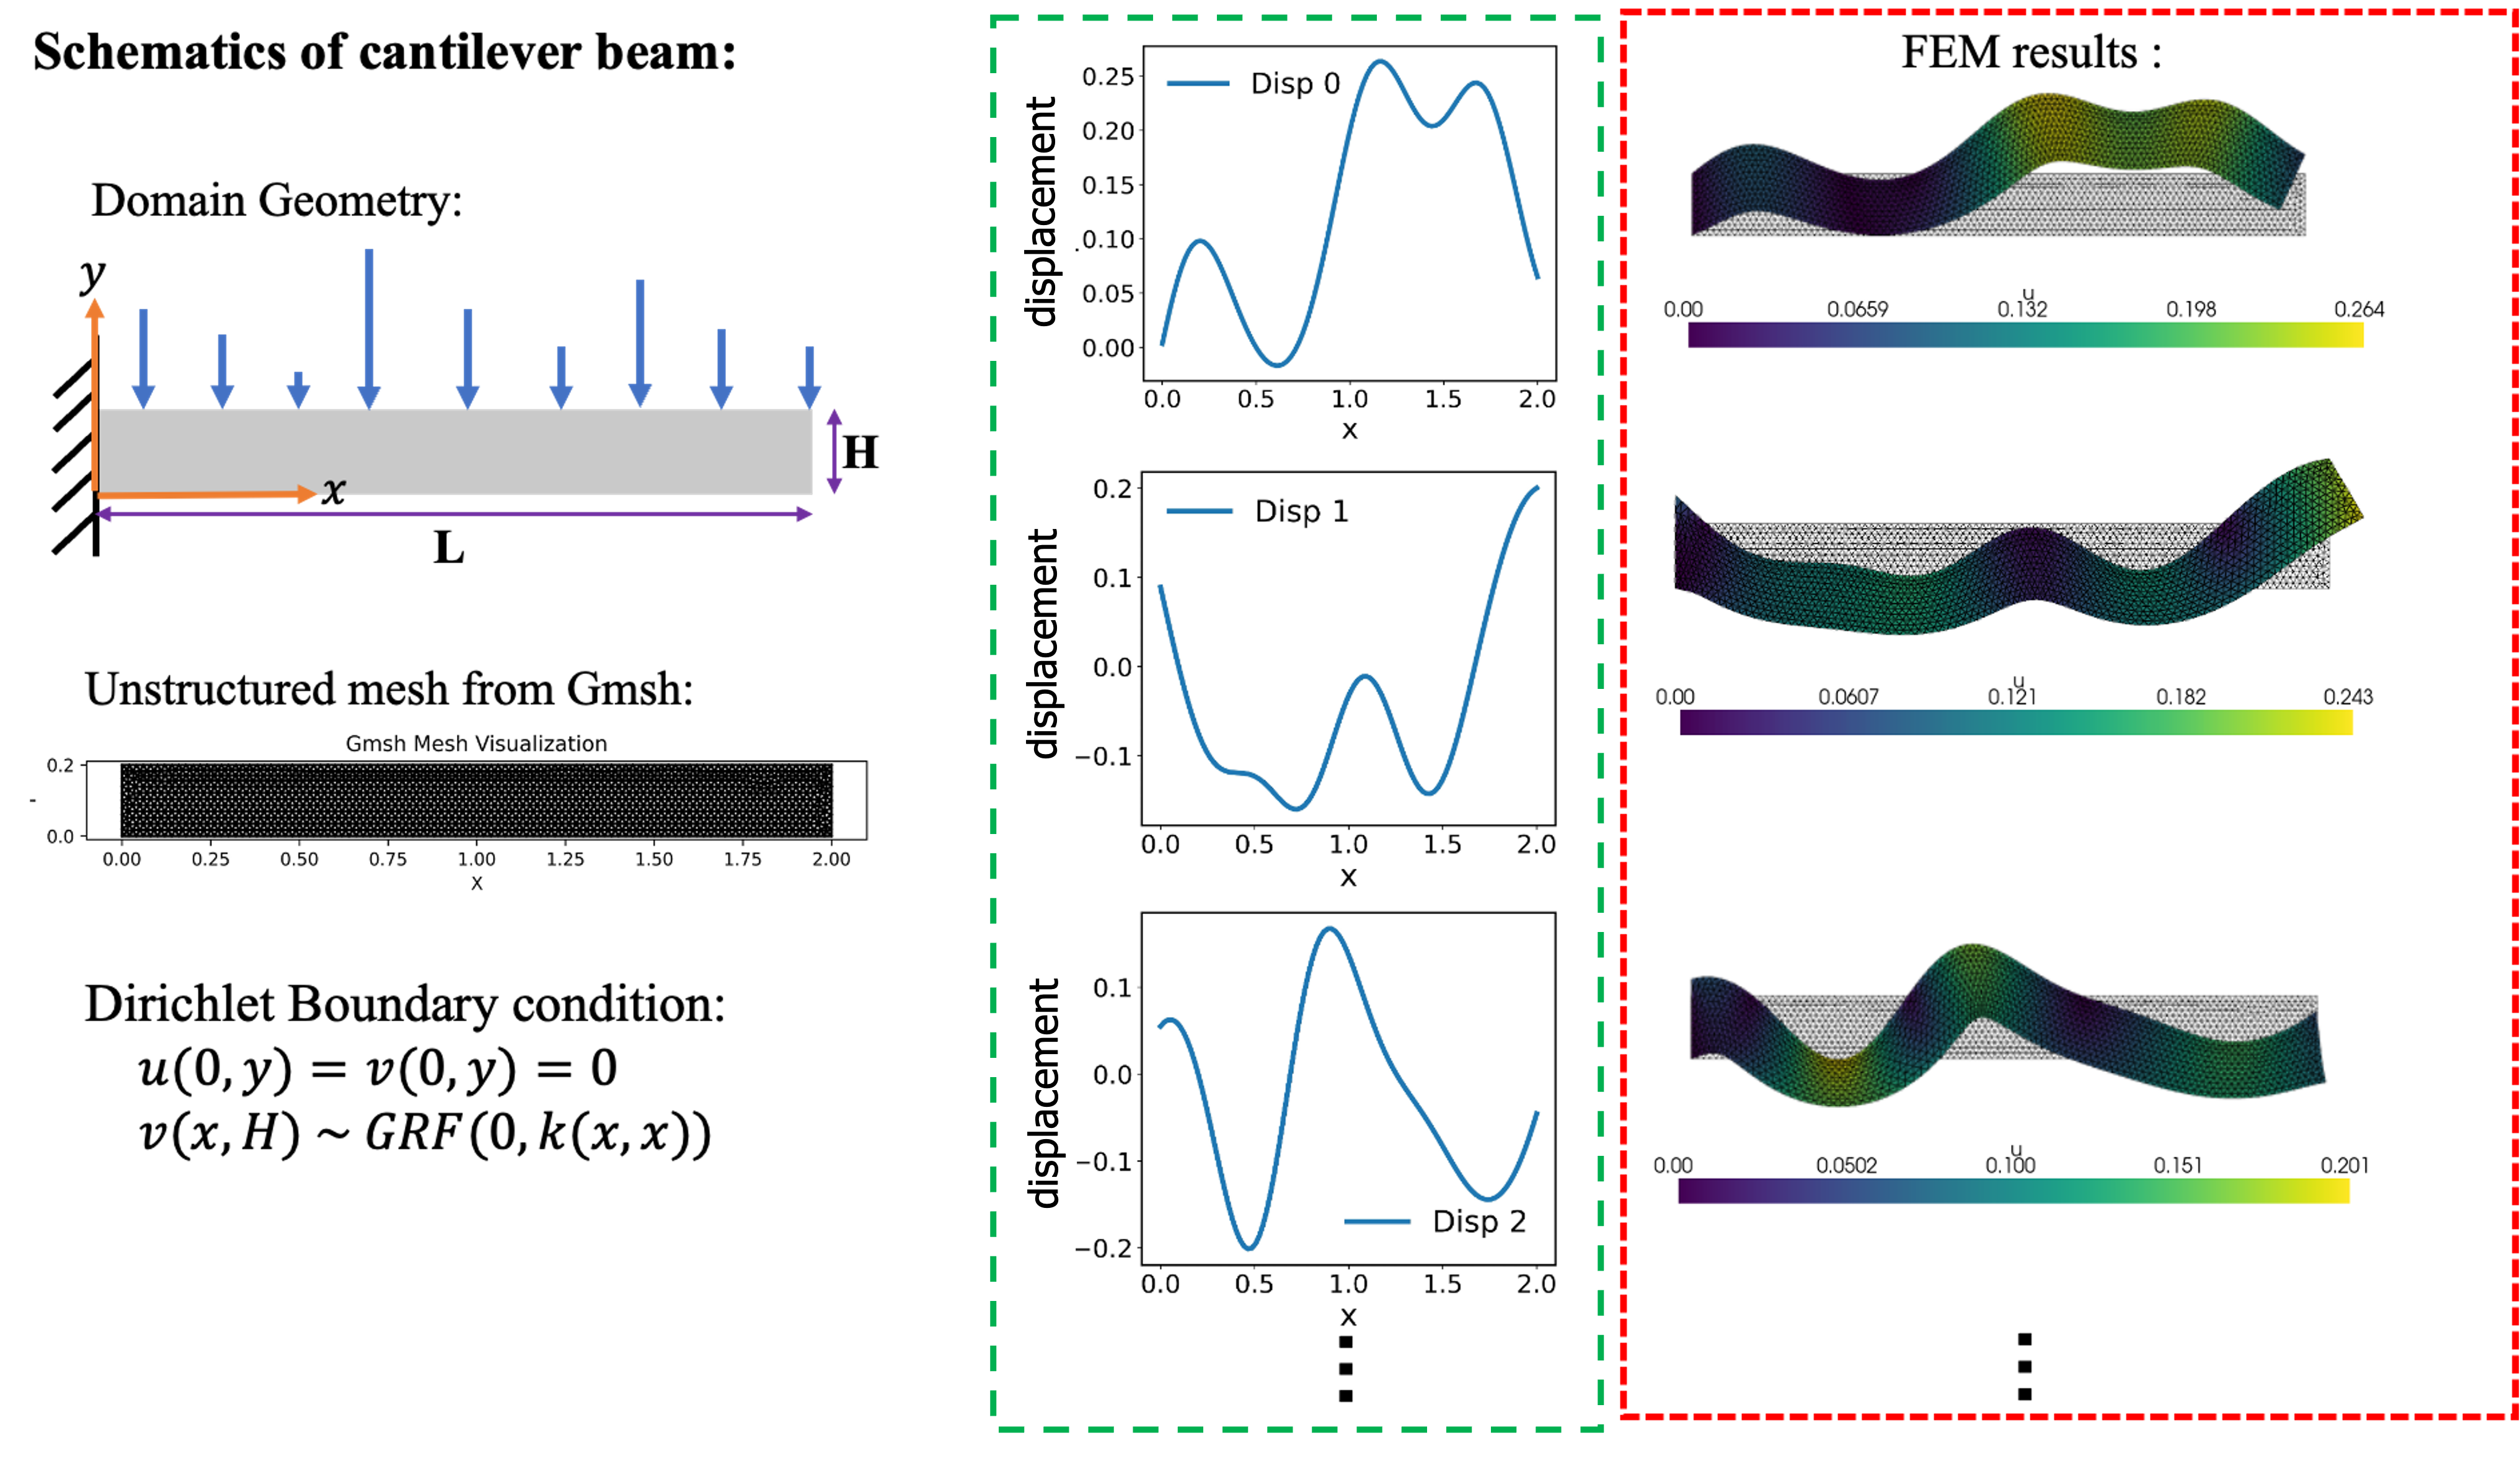 Schematics of cantilever beam:
Domain Geometry:
y
H
x
L
Unstructured mesh from Gmsh:
Gmsh Mesh Visualization
0.2
0.0
0.00 0.25 0.50 0.75 1.00 1.25 1.50 1.75 2.00
X
Dirichlet Boundary condition:
u(0, y) = v(0, y) = 0
v(x, H) ~ GRF(0, k(x, x))
displacement
Disp 0
0.25
0.20
0.15
0.10
0.05
0.00
0.0 0.5 1.0 1.5 2.0
x
displacement
Disp 1
0.2
0.1
0.0
−0.1
0.0 0.5 1.0 1.5 2.0
x
displacement
0.1
0.0
−0.1
−0.2
Disp 2
0.0 0.5 1.0 1.5 2.0
x
FEM results :
u
0.00 0.0659 0.132 0.198 0.264
u
0.00 0.0607 0.121 0.182 0.243
u
0.00 0.0502 0.100 0.151 0.201